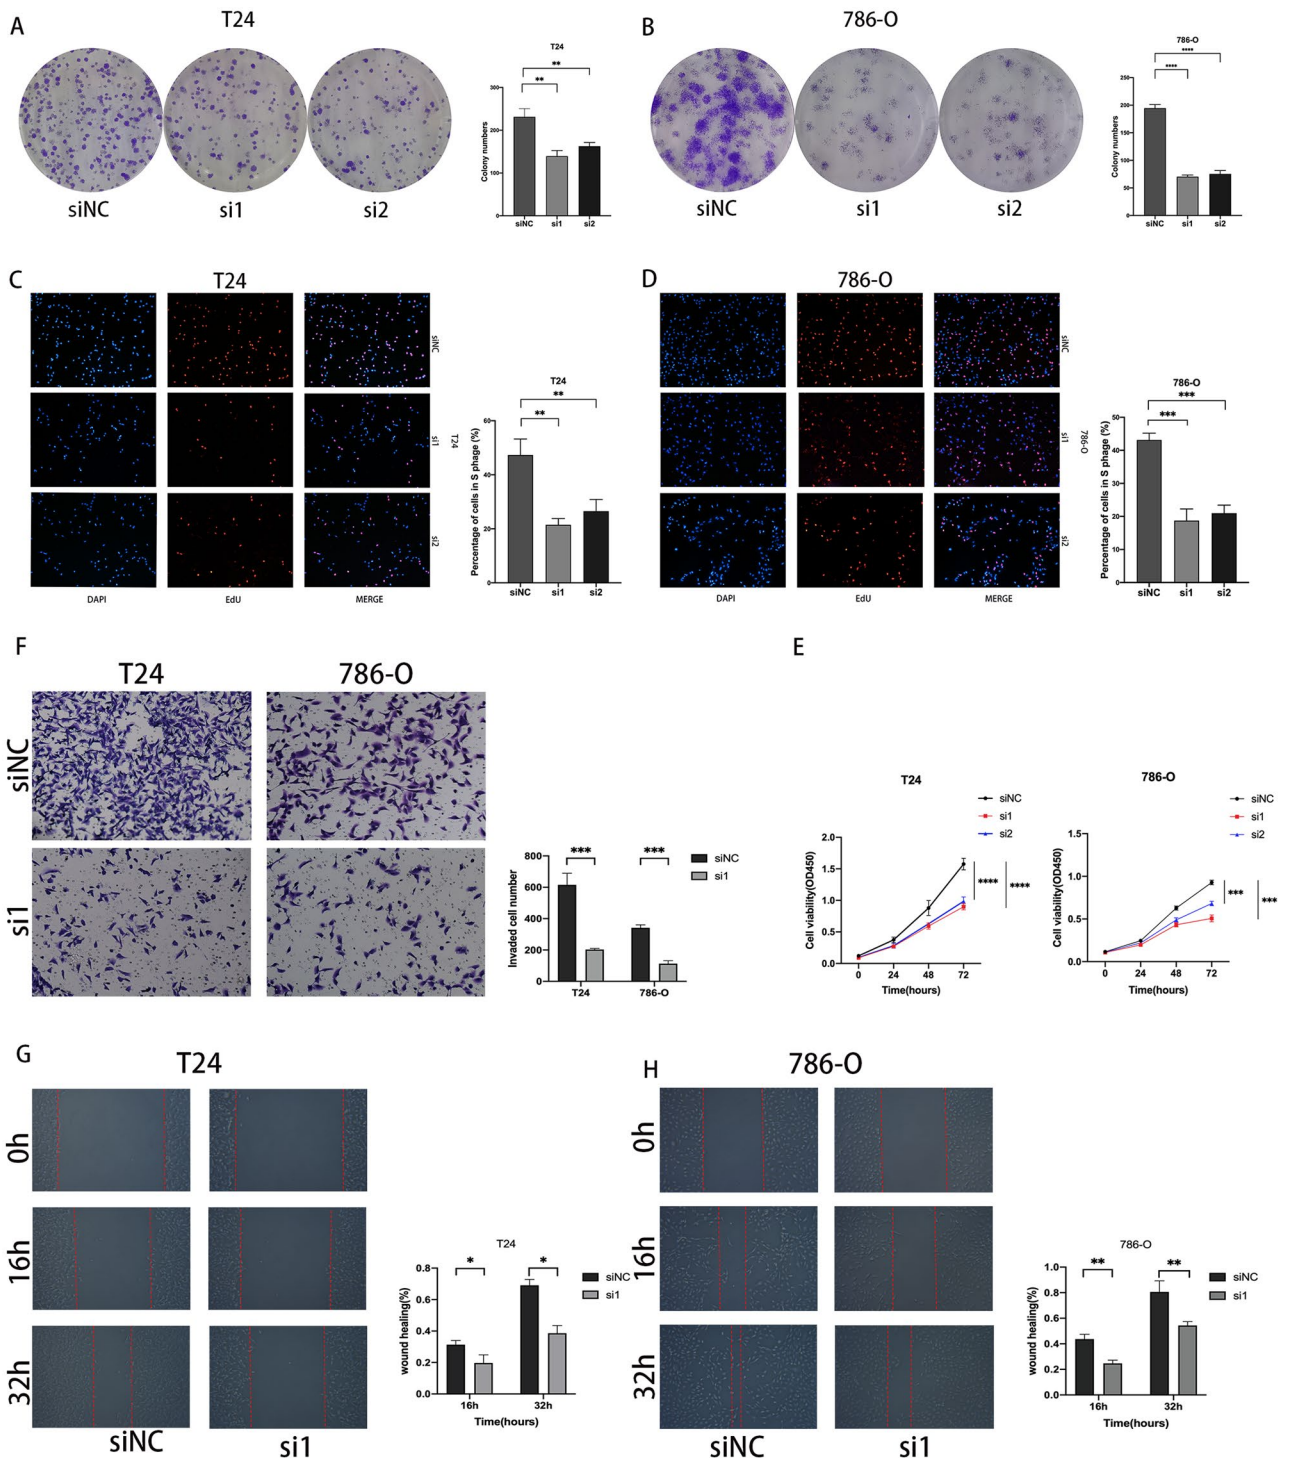 A
T24
siNC
si1
si2
T24
**
**
Colony numbers
300
200
100
0
siNC
si1
si2
B
786-O
siNC
si1
si2
786-O
****
****
Colony numbers
250
200
150
100
50
0
siNC
si1
si2
C
T24
siNC
si1
si2
T24
DAPI
EdU
MERGE
T24
**
**
Percentage of cells in S phage (%)
60
40
20
0
siNC
si1
si2
D
786-O
siNC
si1
si2
786-O
DAPI
EdU
MERGE
786-O
***
***
Percentage of cells in S phage (%)
50
40
30
20
10
0
siNC
si1
si2
F
T24
786-O
siNC
si1
Invaded cell number
800
600
400
200
0
***
***
siNC
si1
T24
786-O
E
T24
siNC
si1
si2
Cell viability(OD450)
2.0
1.5
1.0
0.5
0.0
****
****
0
24
48
72
Time(hours)
786-O
siNC
si1
si2
Cell viability(OD450)
1.5
1.0
0.5
0.0
***
***
0
24
48
72
Time(hours)
G
T24
0h
16h
32h
siNC
si1
T24
wound healing(%)
0.8
0.6
0.4
0.2
0.0
*
*
siNC
si1
16h
32h
Time(hours)
H
786-O
0h
16h
32h
siNC
si1
786-O
wound healing(%)
1.0
0.8
0.6
0.4
0.2
0.0
**
**
siNC
si1
16h
32h
Time(hours)